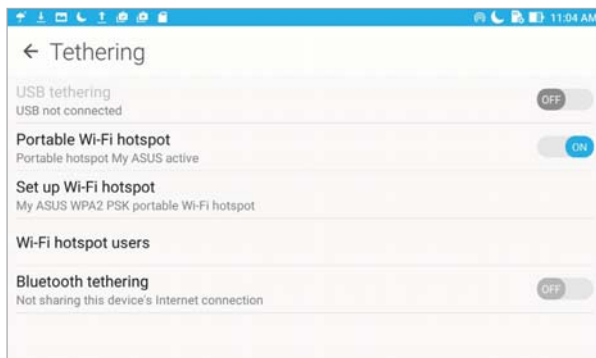 11:04 AM
Tethering
USB tethering
USB not connected
OFF
Portable Wi-Fi hotspot
Portable hotspot My ASUS active
ON
Set up Wi-Fi hotspot
My ASUS WPA2 PSK portable Wi-Fi hotspot
Wi-Fi hotspot users
Bluetooth tethering
Not sharing this device's Internet connection
OFF